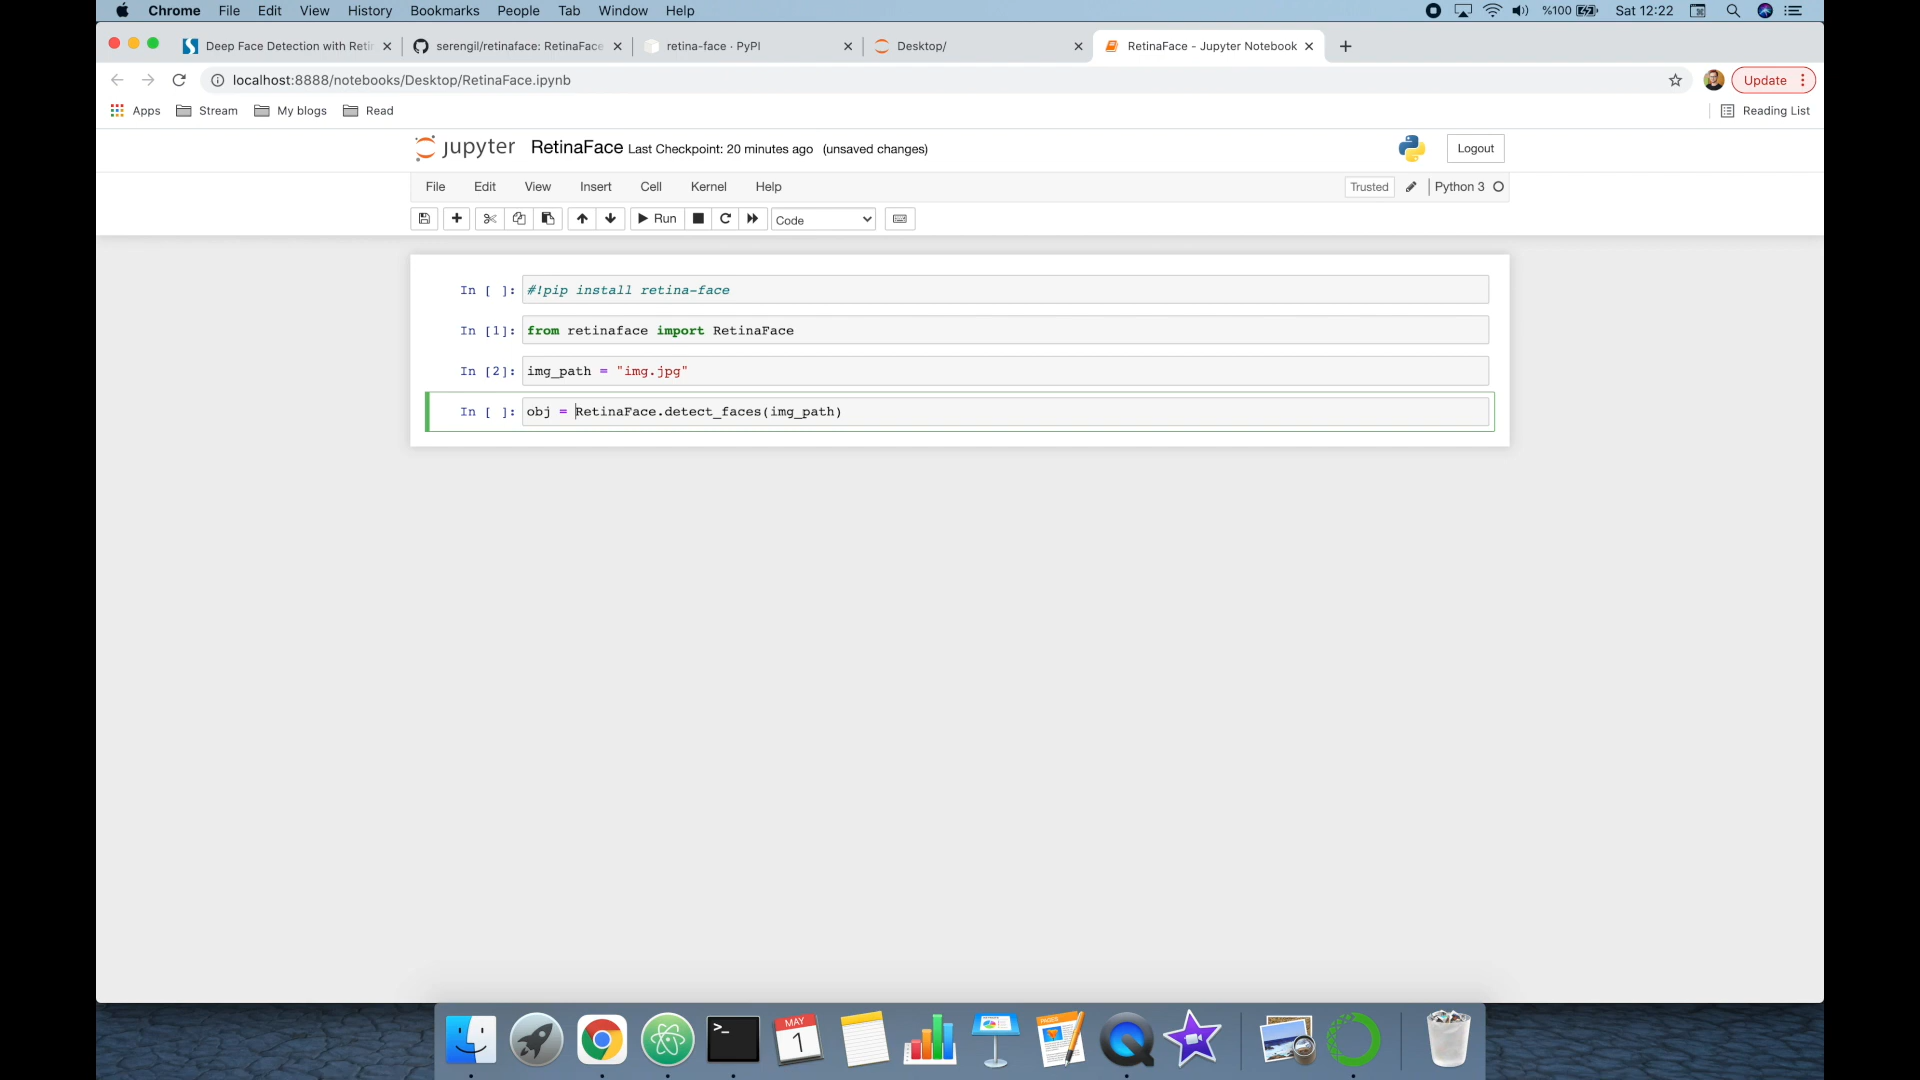 Chrome File Edit View History Bookmarks People Tab Window Help %100 Sat 12:22
Deep Face Detection with Retin serengil/retinaface: RetinaFace retina-face · PyPI Desktop/ RetinaFace - Jupyter Notebook
localhost:8888/notebooks/Desktop/RetinaFace.ipynb Update
Apps Stream My blogs Read Reading List
jupyter RetinaFace Last Checkpoint: 20 minutes ago (unsaved changes) Logout
File Edit View Insert Cell Kernel Help Trusted Python 3
Run Code
In [ ]: #!pip install retina-face
In [1]: from retinaface import RetinaFace
In [2]: img_path = "img.jpg"
In [ ]: obj = RetinaFace.detect_faces(img_path)
MAY
1
PAGES